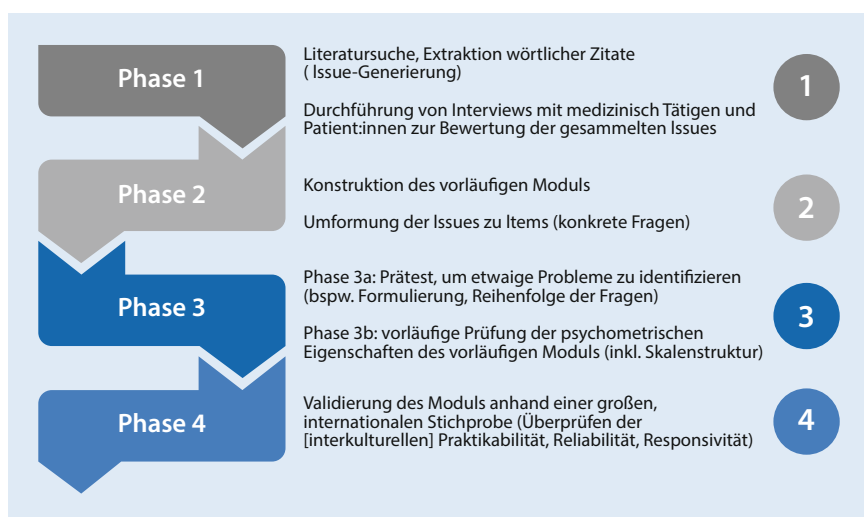 Phase 1
Literatursuche, Extraktion wörtlicher Zitate
( Issue-Generierung)
Durchführung von Interviews mit medizinisch Tätigen und
Patient:innen zur Bewertung der gesammelten Issues
1
Phase 2
Konstruktion des vorläufigen Moduls
Umformung der Issues zu Items (konkrete Fragen)
2
Phase 3
Phase 3a: Prätest, um etwaige Probleme zu identifizieren
(bspw. Formulierung, Reihenfolge der Fragen)
Phase 3b: vorläufige Prüfung der psychometrischen
Eigenschaften des vorläufigen Moduls (inkl. Skalenstruktur)
3
Phase 4
Validierung des Moduls anhand einer großen,
internationalen Stichprobe (Überprüfen der
[interkulturellen] Praktikabilität, Reliabilität, Responsivität)
4